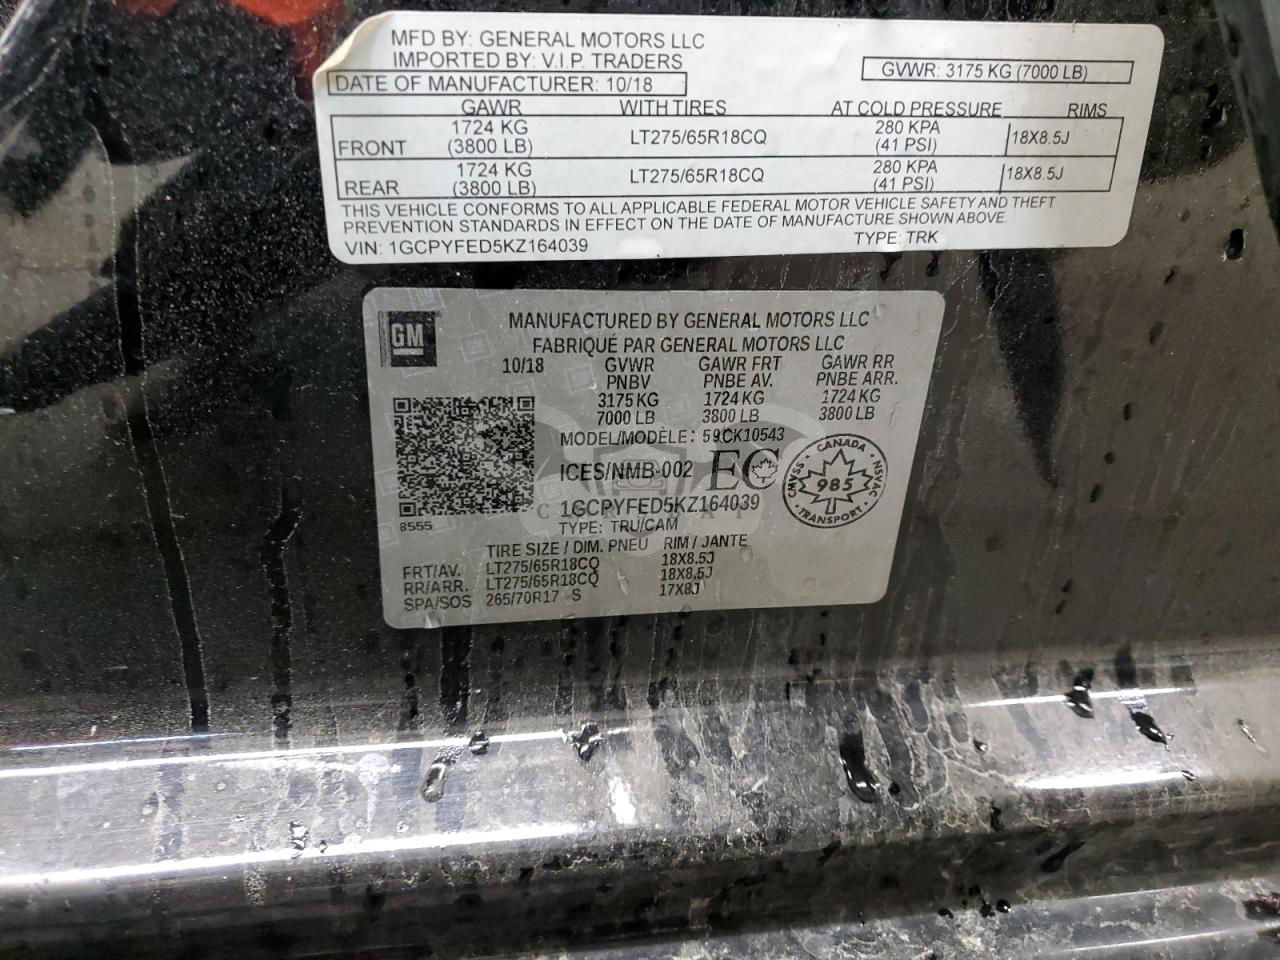 MFD BY: GENERAL MOTORS LLC
IMPORTED BY: V.I.P. TRADERS
DATE OF MANUFACTURER: 10/18
GVWR: 3175 KG (7000 LB)
GAWR WITH TIRES AT COLD PRESSURE RIMS
FRONT 1724 KG (3800 LB) LT275/65R18CQ 280 KPA (41 PSI) 18X8.5J
REAR 1724 KG (3800 LB) LT275/65R18CQ 280 KPA (41 PSI) 18X8.5J
THIS VEHICLE CONFORMS TO ALL APPLICABLE FEDERAL MOTOR VEHICLE SAFETY AND THEFT
PREVENTION STANDARDS IN EFFECT ON THE DATE OF MANUFACTURE SHOWN ABOVE.
VIN: 1GCPYFED5KZ164039 TYPE: TRK
GM
MANUFACTURED BY GENERAL MOTORS LLC
FABRIQUÉ PAR GENERAL MOTORS LLC
10/18 GVWR GAWR FRT GAWR RR
PNBV PNBE AV. PNBE ARR.
3175 KG 1724 KG 1724 KG
7000 LB 3800 LB 3800 LB
MODEL/MODÈLE: 59CK10543
ICES/NMB-002 EC
CANADA
CMVSS 985 NSVAC
TRANSPORT
1GCPYFED5KZ164039
8555
TYPE: TRU/CAM
TIRE SIZE / DIM. PNEU RIM / JANTE
FRT/AV. LT275/65R18CQ 18X8.5J
RR/ARR. LT275/65R18CQ 18X8.5J
SPA/SOS 265/70R17 S 17X8J